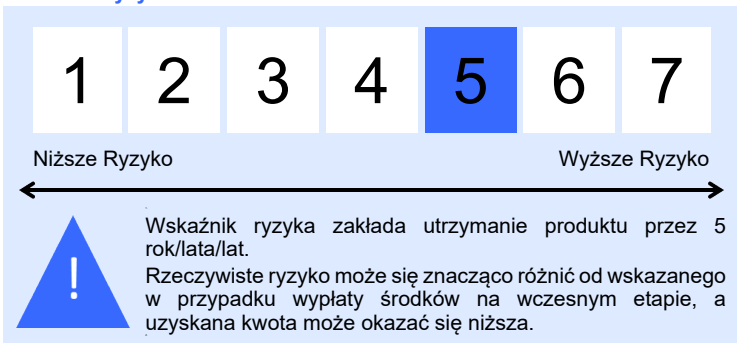 1 2 3 4 5 6 7
Niższe Ryzyko Wyższe Ryzyko
Wskaźnik ryzyka zakłada utrzymanie produktu przez 5
rok/lata/lat.
Rzeczywiste ryzyko może się znacząco różnić od wskazanego
w przypadku wypłaty środków na wczesnym etapie, a
uzyskana kwota może okazać się niższa.
!